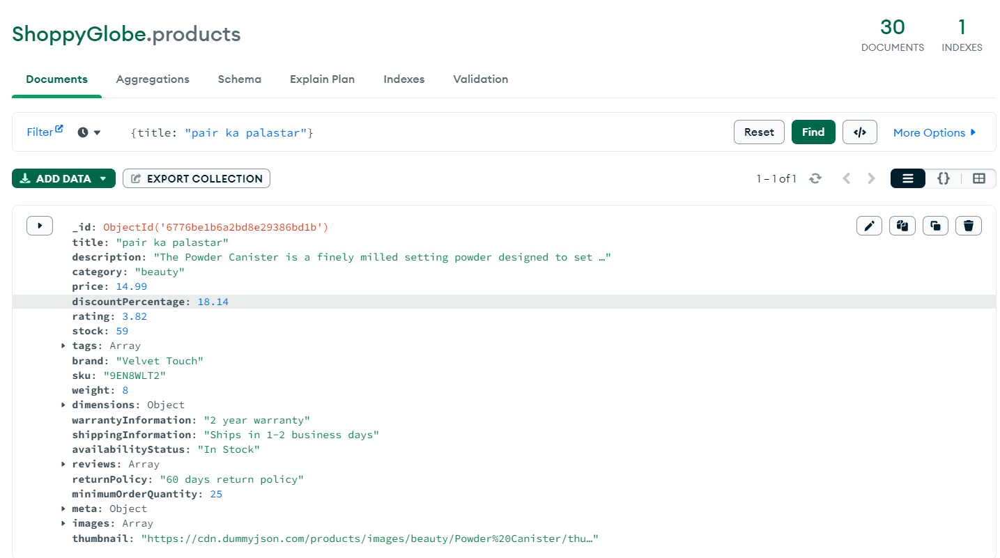 ShoppyGlobe.products
30
DOCUMENTS
1
INDEXES
Documents Aggregations Schema Explain Plan Indexes Validation
Filter {title: "pair ka palastar"} Reset Find </> More Options
ADD DATA EXPORT COLLECTION 1 – 1 of 1 {}
_id: ObjectId('6776be1b6a2bd8e29386bd1b')
title: "pair ka palastar"
description: "The Powder Canister is a finely milled setting powder designed to set …"
category: "beauty"
price: 14.99
discountPercentage: 18.14
rating: 3.82
stock: 59
tags: Array
brand: "Velvet Touch"
sku: "9EN8WLT2"
weight: 8
dimensions: Object
warrantyInformation: "2 year warranty"
shippingInformation: "Ships in 1-2 business days"
availabilityStatus: "In Stock"
reviews: Array
returnPolicy: "60 days return policy"
minimumOrderQuantity: 25
meta: Object
images: Array
thumbnail: "https://cdn.dummyjson.com/products/images/beauty/Powder%20Canister/thu…"